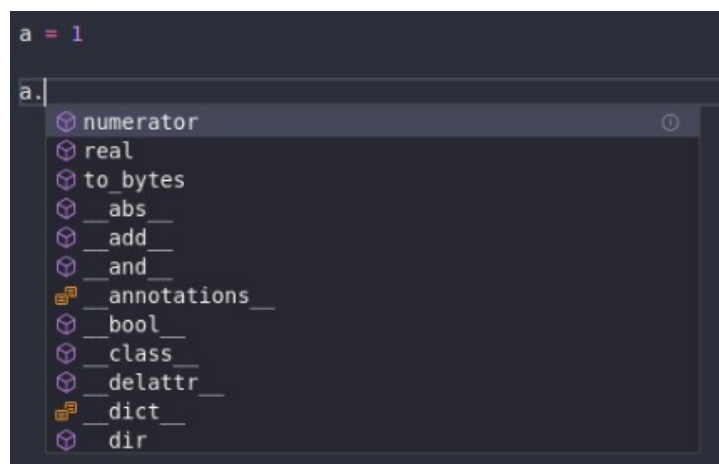 a = 1
a.
numerator
real
to_bytes
__abs__
__add__
__and__
__annotations__
__bool__
__class__
__delattr__
__dict__
__dir